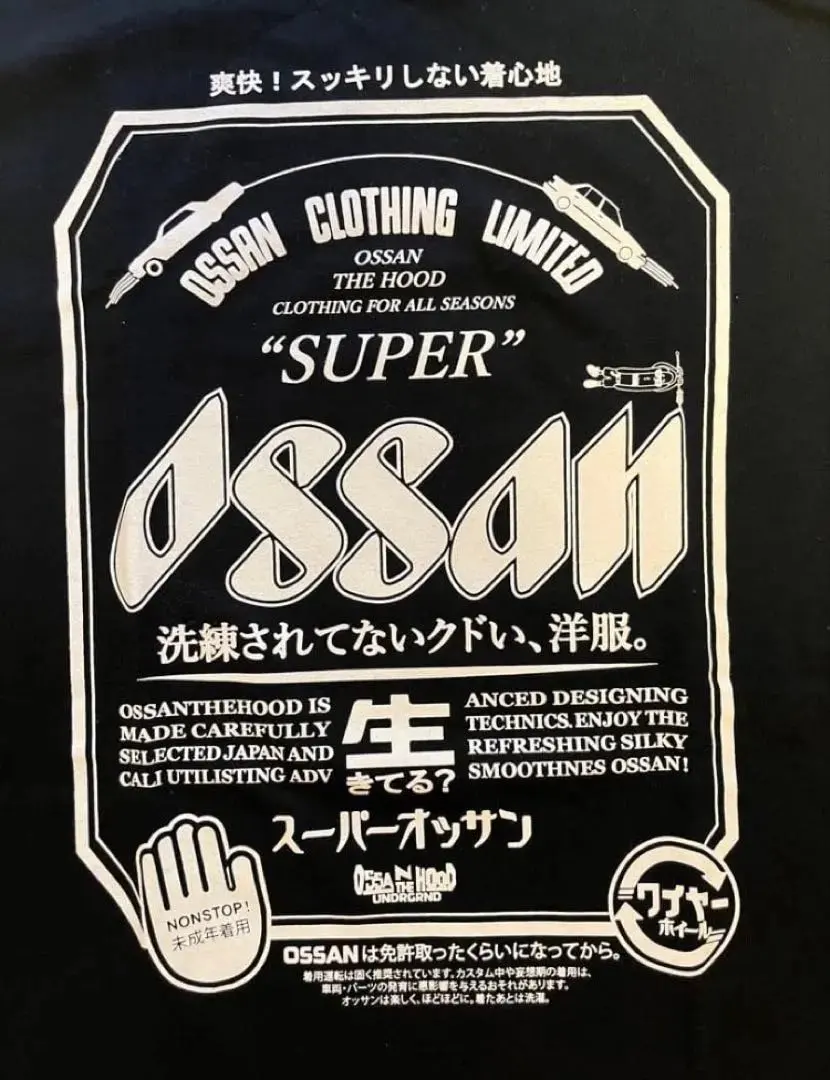 爽快！スッキリしない着心地
OSSAN CLOTHING LIMITED
OSSAN
THE HOOD
CLOTHING FOR ALL SEASONS
“SUPER”
ossan
洗練されてないクドい、洋服。
OSSANTHEHOOD IS
MADE CAREFULLY
SELECTED JAPAN AND
CALI UTILISTING ADV
生
きてる?
ANCED DESIGNING
TECHNICS. ENJOY THE
REFRESHING SILKY
SMOOTHNES OSSAN!
スーパーオッサン
OSSAN THE HOOD
UNDRGRND
NONSTOP!
未成年着用
ワイヤー
ホイール
OSSANは免許取ったくらいになってから。
着用運転は固く推奨されています。カスタム中や妄想期の着用は、
車両・パーツの発育に悪影響を与えるおそれがあります。
オッサンは楽しく、ほどほどに。着たあとは洗濯。